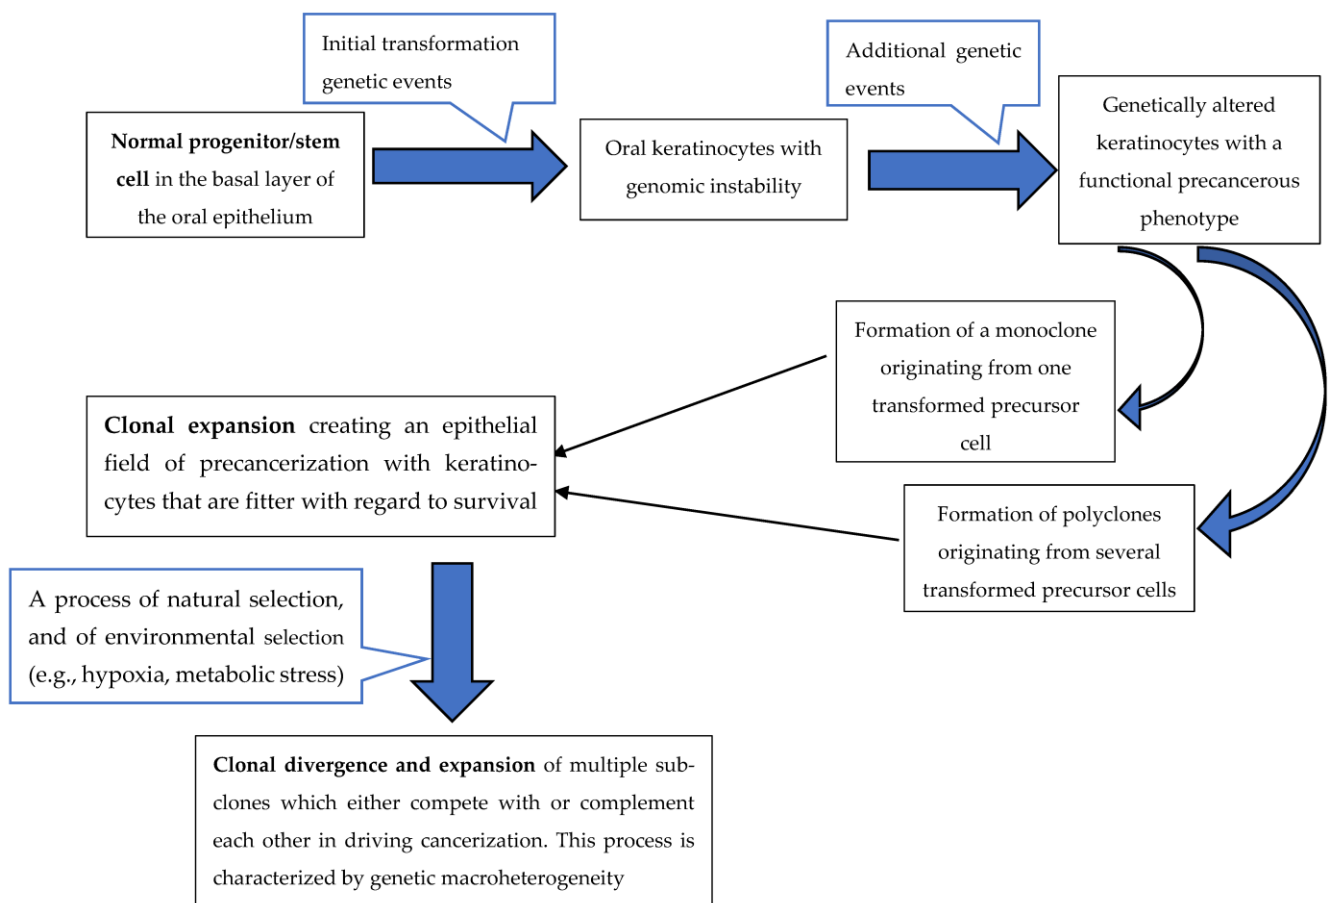 Initial transformation
genetic events
Additional genetic
events
Normal progenitor/stem
cell in the basal layer of
the oral epithelium
Oral keratinocytes with
genomic instability
Genetically altered
keratinocytes with a
functional precancerous
phenotype
Formation of a monoclone
originating from one
transformed precursor
cell
Clonal expansion creating an epithelial
field of precancerization with keratino-
cytes that are fitter with regard to survival
Formation of polyclones
originating from several
transformed precursor cells
A process of natural selection,
and of environmental selection
(e.g., hypoxia, metabolic stress)
Clonal divergence and expansion of multiple sub-
clones which either compete with or complement
each other in driving cancerization. This process is
characterized by genetic macroheterogeneity